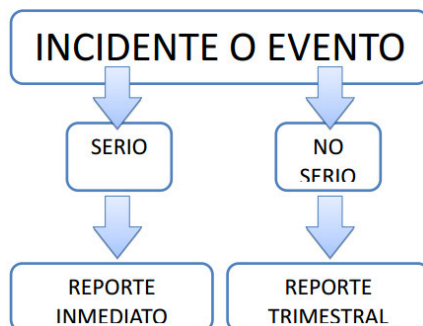 INCIDENTE O EVENTO
SERIO
NO
SERIO
REPORTE
INMEDIATO
REPORTE
TRIMESTRAL